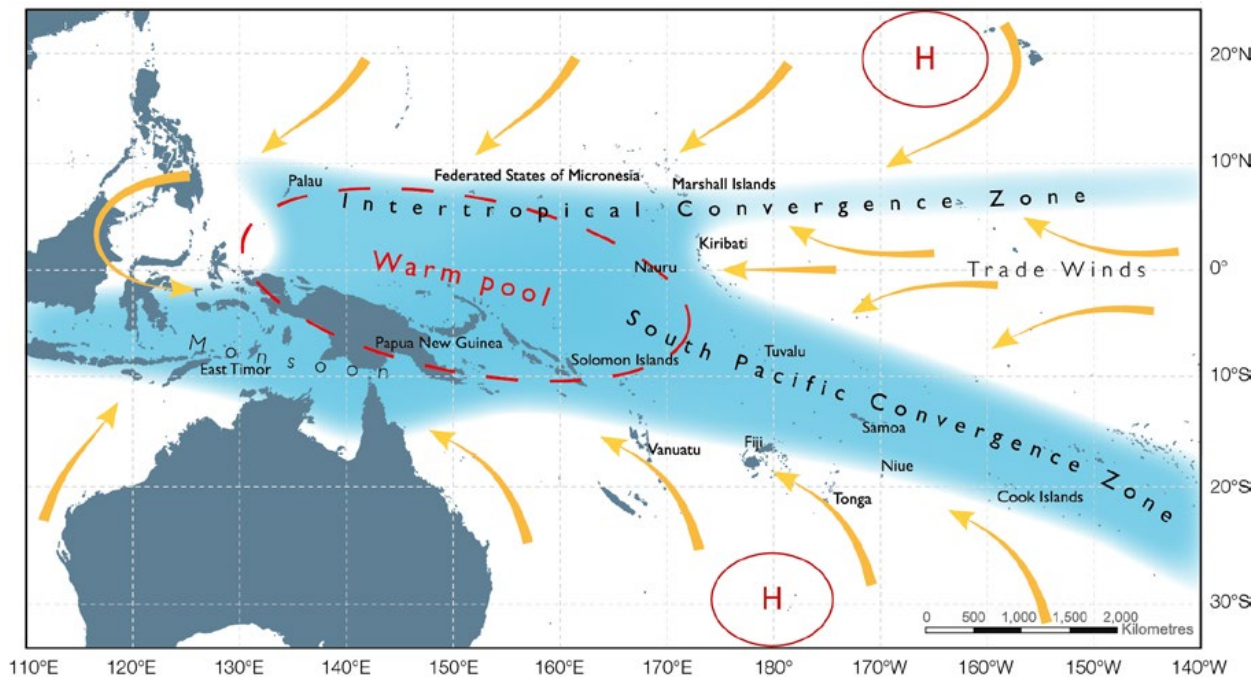 H
20°N
10°N
Palau
Federated States of Micronesia
Marshall Islands
Intertropical Convergence Zone
Kiribati
Warm pool
Nauru
Trade Winds
0°
South Pacific Convergence Zone
Monsoon
Papua New Guinea
East Timor
Solomon Islands
Tuvalu
10°S
Samoa
Vanuatu
Fiji
Niue
Tonga
Cook Islands
20°S
H
30°S
0 500 1,000 1,500 2,000
Kilometres
110°E 120°E 130°E 140°E 150°E 160°E 170°E 180° 170°W 160°W 150°W 140°W